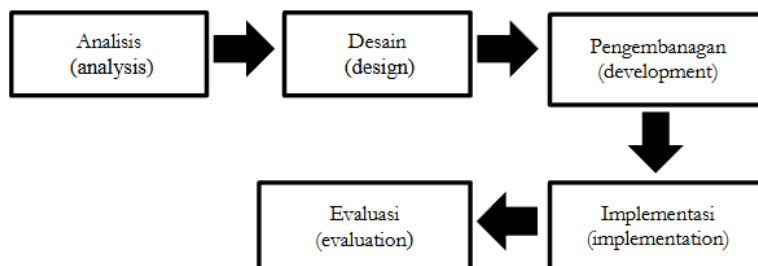 Analisis
(analysis)
Desain
(design)
Pengembanagan
(development)
Implementasi
(implementation)
Evaluasi
(evaluation)